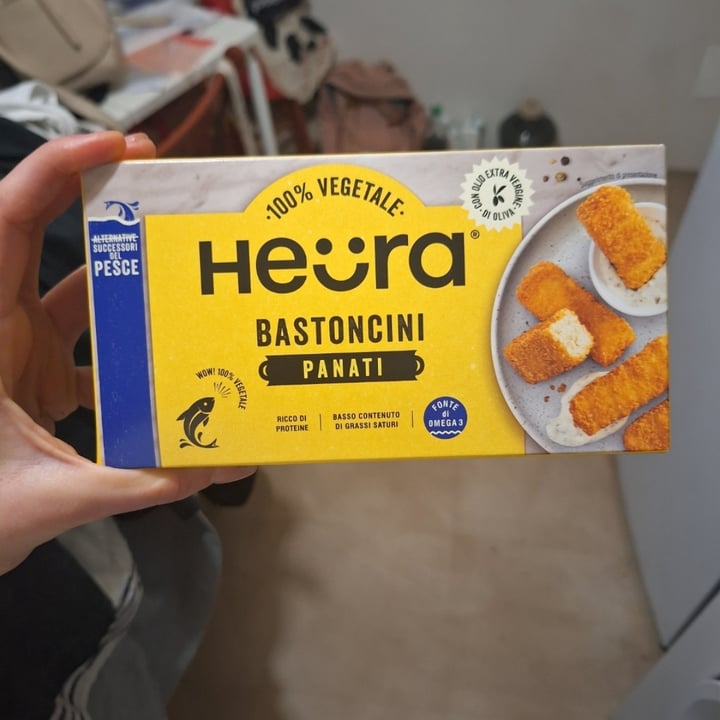 100% VEGETALE
CON OLIO EXTRA VERGINE
DI OLIVA
ALTERNATIVE
SUCCESSORI
DEL
PESCE
Heüra®
BASTONCINI
PANATI
WOW! 100% VEGETALE
RICCO DI
PROTEINE
BASSO CONTENUTO
DI GRASSI SATURI
FONTE
di
OMEGA 3